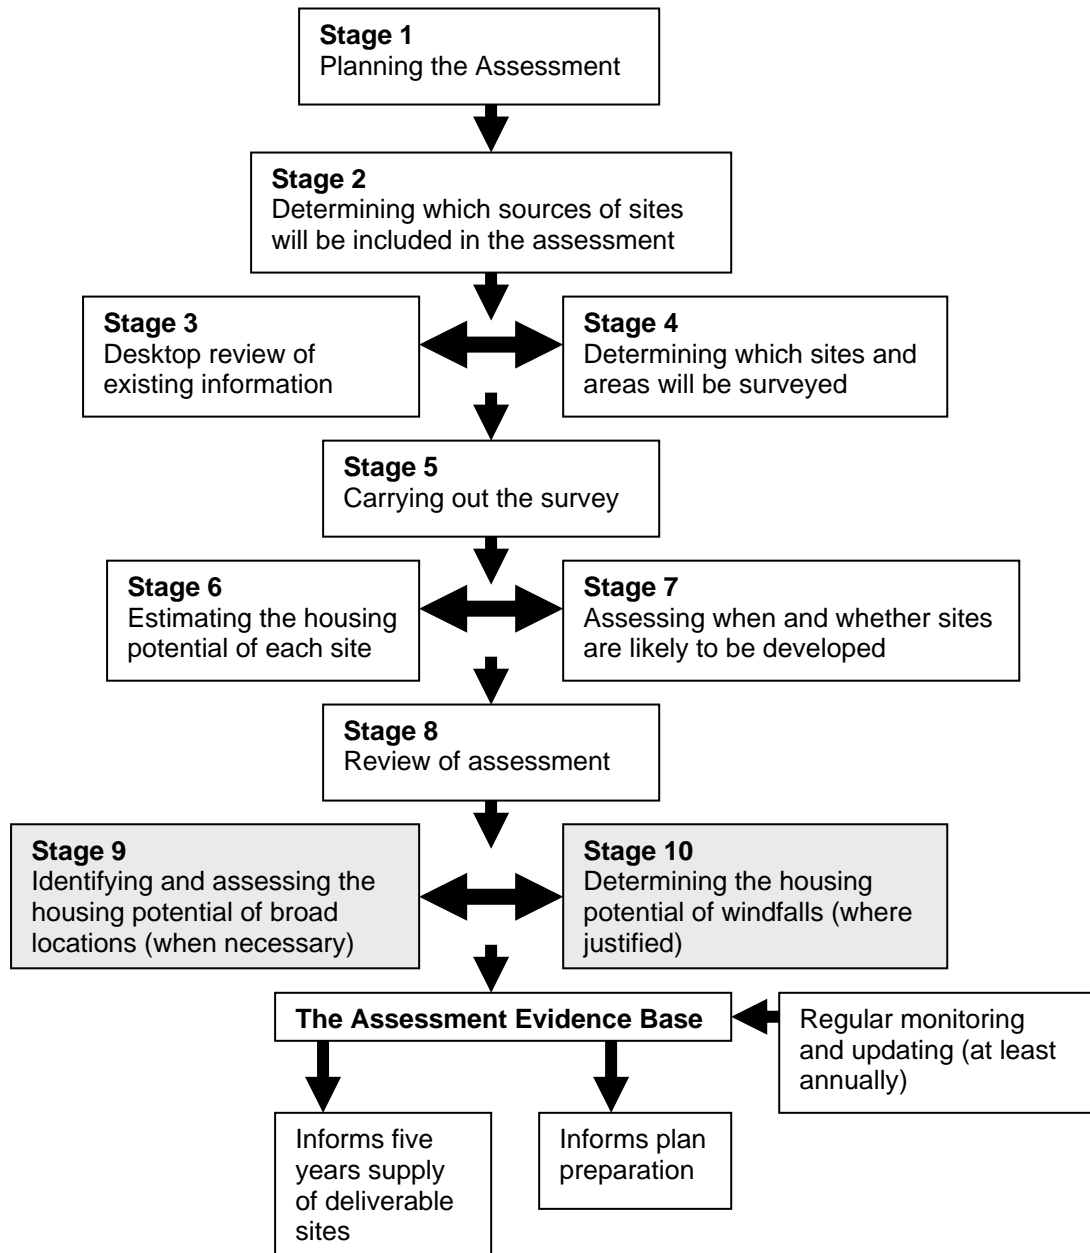 Stage 1
Planning the Assessment
Stage 2
Determining which sources of sites
will be included in the assessment
Stage 3
Desktop review of
existing information
Stage 4
Determining which sites and
areas will be surveyed
Stage 5
Carrying out the survey
Stage 6
Estimating the housing
potential of each site
Stage 7
Assessing when and whether sites
are likely to be developed
Stage 8
Review of assessment
Stage 9
Identifying and assessing the
housing potential of broad
locations (when necessary)
Stage 10
Determining the housing
potential of windfalls (where
justified)
The Assessment Evidence Base
Regular monitoring
and updating (at least
annually)
Informs five
years supply
of deliverable
sites
Informs plan
preparation